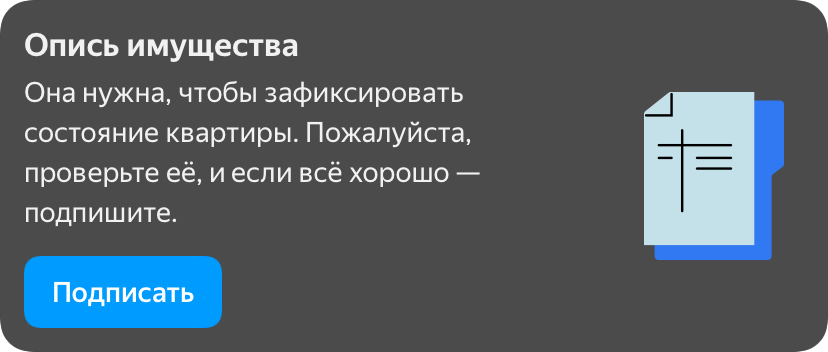 Опись имущества
Она нужна, чтобы зафиксировать
состояние квартиры. Пожалуйста,
проверьте её, и если всё хорошо —
подпишите.
Подписать